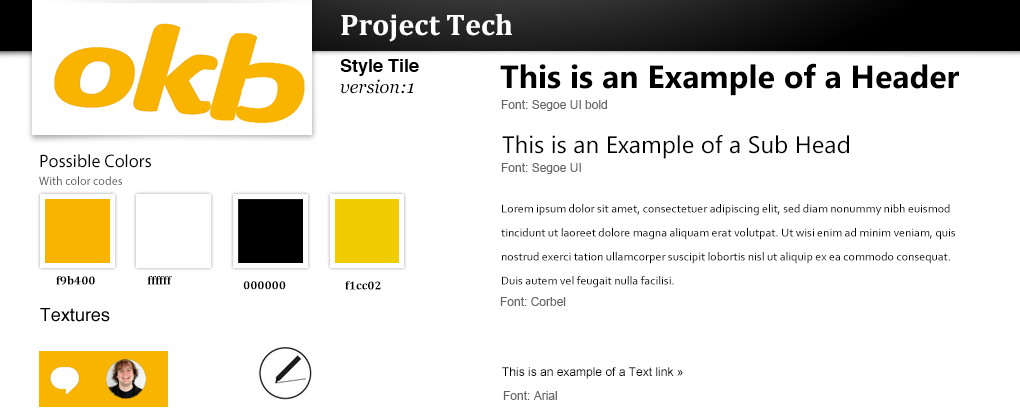 Project Tech
okb
Style Tile
version:1
This is an Example of a Header
Font: Segoe UI bold
This is an Example of a Sub Head
Font: Segoe UI
Possible Colors
With color codes
f9b400
ffffff
000000
f1cc02
Lorem ipsum dolor sit amet, consectetuer adipiscing elit, sed diam nonummy nibh euismod
tincidunt ut laoreet dolore magna aliquam erat volutpat. Ut wisi enim ad minim veniam, quis
nostrud exerci tation ullamcorper suscipit lobortis nisl ut aliquip ex ea commodo consequat.
Duis autem vel feugait nulla facilisi.
Font: Corbel
Textures
This is an example of a Text link »
Font: Arial